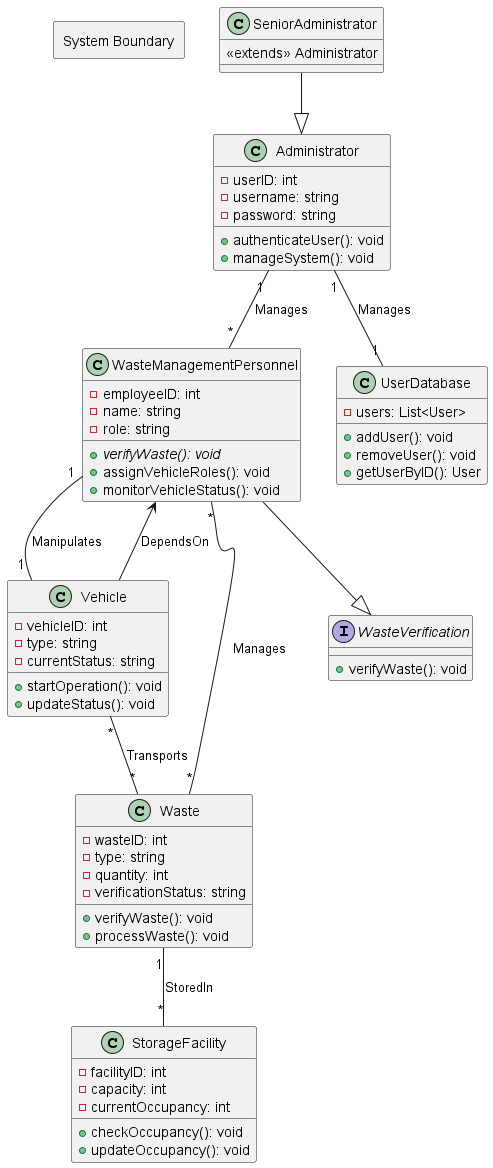 System Boundary
C SeniorAdministrator
«extends» Administrator
C Administrator
userID: int
username: string
password: string
authenticateUser(): void
manageSystem(): void
1
1
Manages
Manages
*
1
C WasteManagementPersonnel
employeeID: int
name: string
role: string
verifyWaste(): void
assignVehicleRoles(): void
monitorVehicleStatus(): void
C UserDatabase
users: List<User>
addUser(): void
removeUser(): void
getUserByID(): User
1
*
Manipulates
DependsOn
1
Manages
C Vehicle
vehicleID: int
type: string
currentStatus: string
startOperation(): void
updateStatus(): void
I WasteVerification
verifyWaste(): void
*
Transports
*
*
C Waste
wasteID: int
type: string
quantity: int
verificationStatus: string
verifyWaste(): void
processWaste(): void
1
StoredIn
*
C StorageFacility
facilityID: int
capacity: int
currentOccupancy: int
checkOccupancy(): void
updateOccupancy(): void